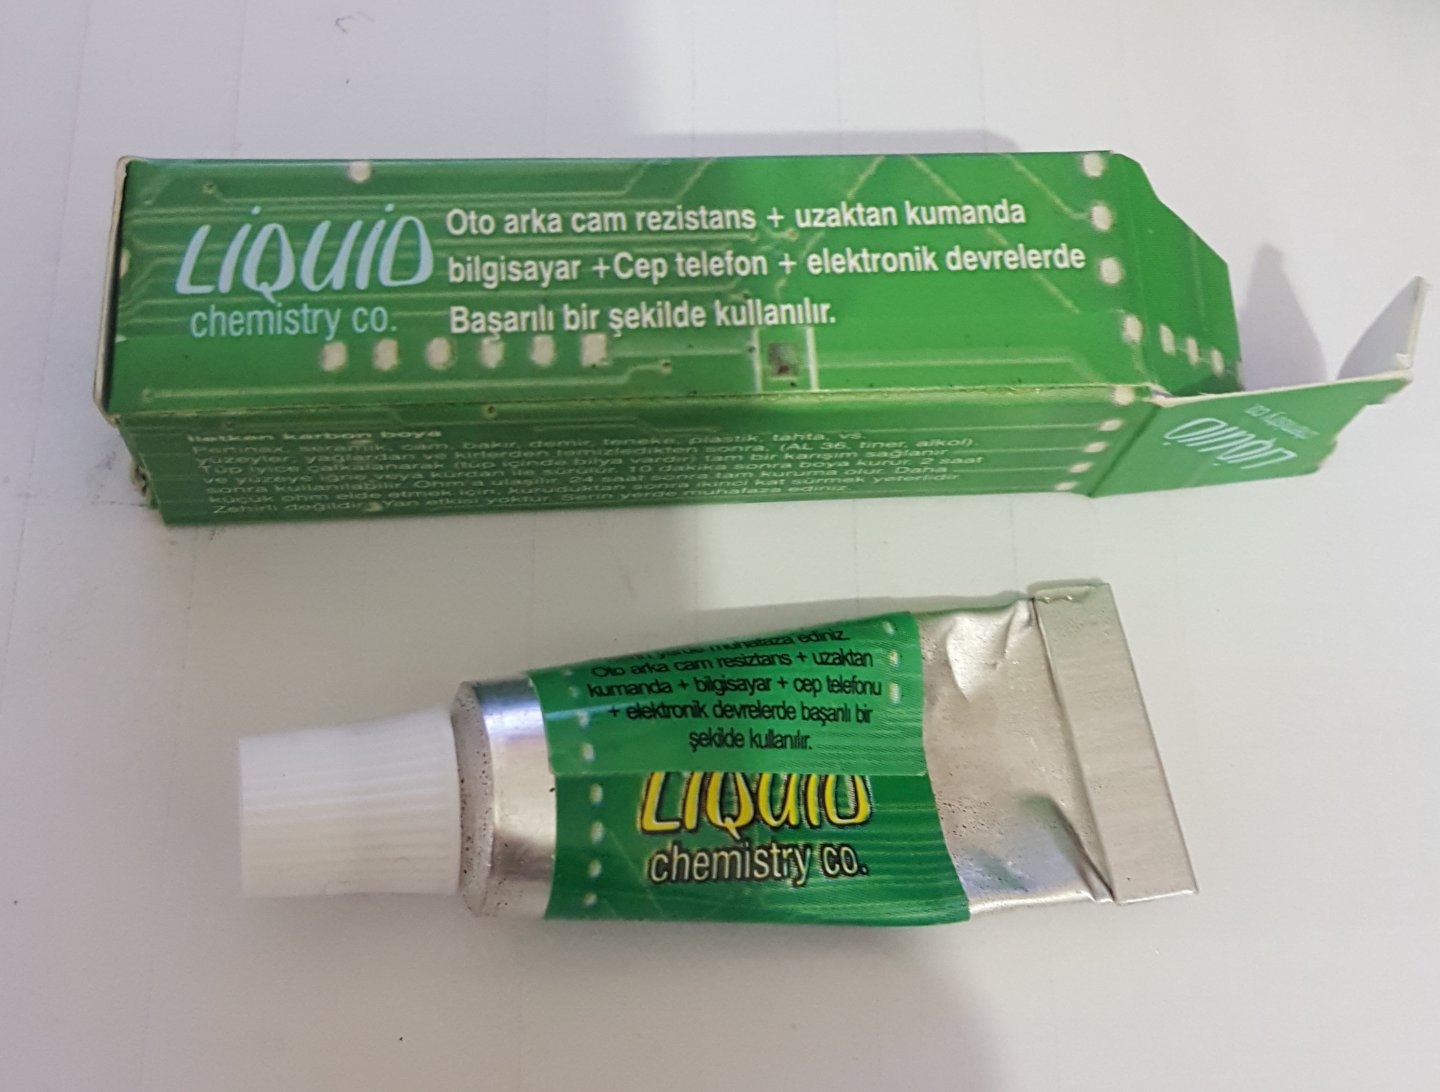 LiQUiD
chemistry co.
Oto arka cam rezistans + uzaktan kumanda
bilgisayar +Cep telefon + elektronik devrelerde
Başarılı bir şekilde kullanılır.
iletken karbon boya
Pertinax, seramik, cam, bakır, demir, teneke, plastik, tahta, vs.
Yüzeyler, yağlardan ve kirlerden temizledikten sonra, (AL 36, tiner, alkol).
Tüp iyice çalkalanarak (tüp içinde bilya vardır) homojen bir karışım sağlanır
ve yüzeye iğne veya kürdan ile sürülür. 10 dakika sonra boya kurur. 2 saat
sonra kullanılabilir. Ohm'a ulaşılır. 24 saat sonra tam kuruma olur. Daha
küçük ohm elde etmek için, kuruduktan sonra ikinci kat sürmek yeterlidir.
Zehirli değildir, yan etkisi yoktur. Serin yerde muhafaza ediniz.
LiQUiD
chemistry co.
yerde muhafaza ediniz.
Oto arka cam resiztans + uzaktan
kumanda + bilgisayar + cep telefonu
+ elektronik devrelerde başarılı bir
şekilde kullanılır.
LiQUiD
chemistry co.